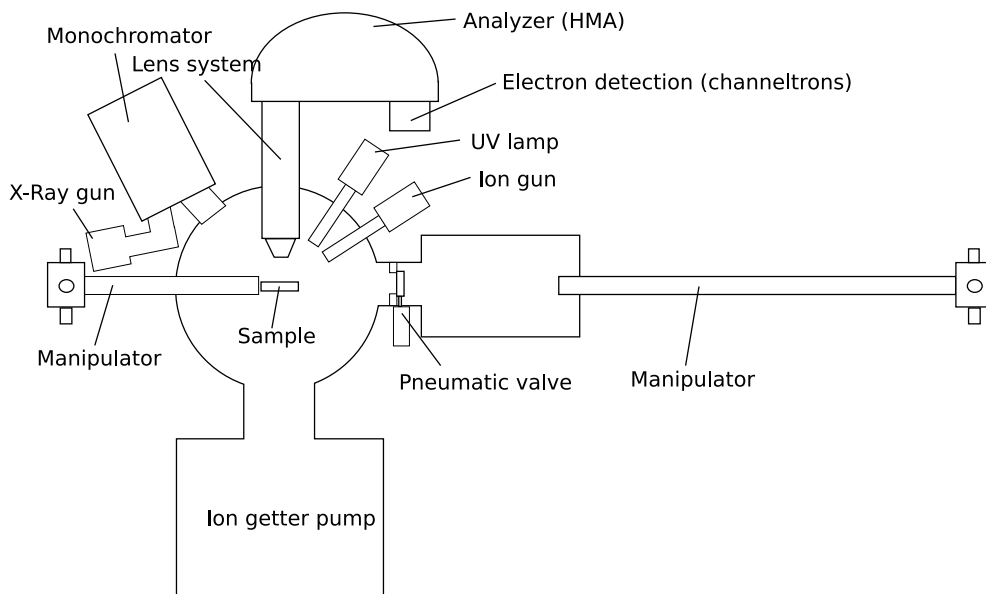 Analyzer (HMA)
Monochromator
Lens system
Electron detection (channeltrons)
UV lamp
Ion gun
X-Ray gun
Sample
Manipulator
Pneumatic valve
Manipulator
Ion getter pump